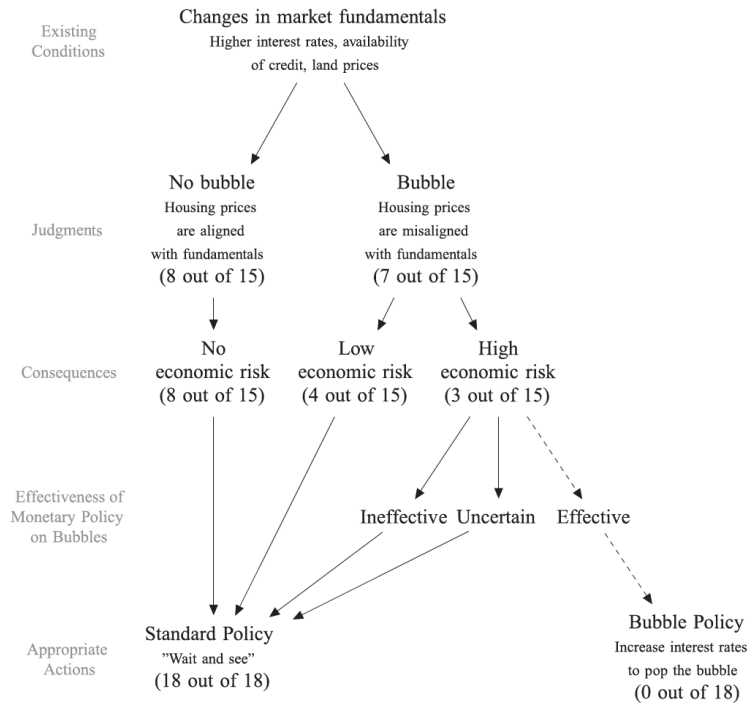 Existing
Conditions
Changes in market fundamentals
Higher interest rates, availability
of credit, land prices
Judgments
No bubble
Housing prices
are aligned
with fundamentals
(8 out of 15)
Bubble
Housing prices
are misaligned
with fundamentals
(7 out of 15)
Consequences
No
economic risk
(8 out of 15)
Low
economic risk
(4 out of 15)
High
economic risk
(3 out of 15)
Effectiveness of
Monetary Policy
on Bubbles
Ineffective
Uncertain
Effective
Appropriate
Actions
Standard Policy
"Wait and see"
(18 out of 18)
Bubble Policy
Increase interest rates
to pop the bubble
(0 out of 18)